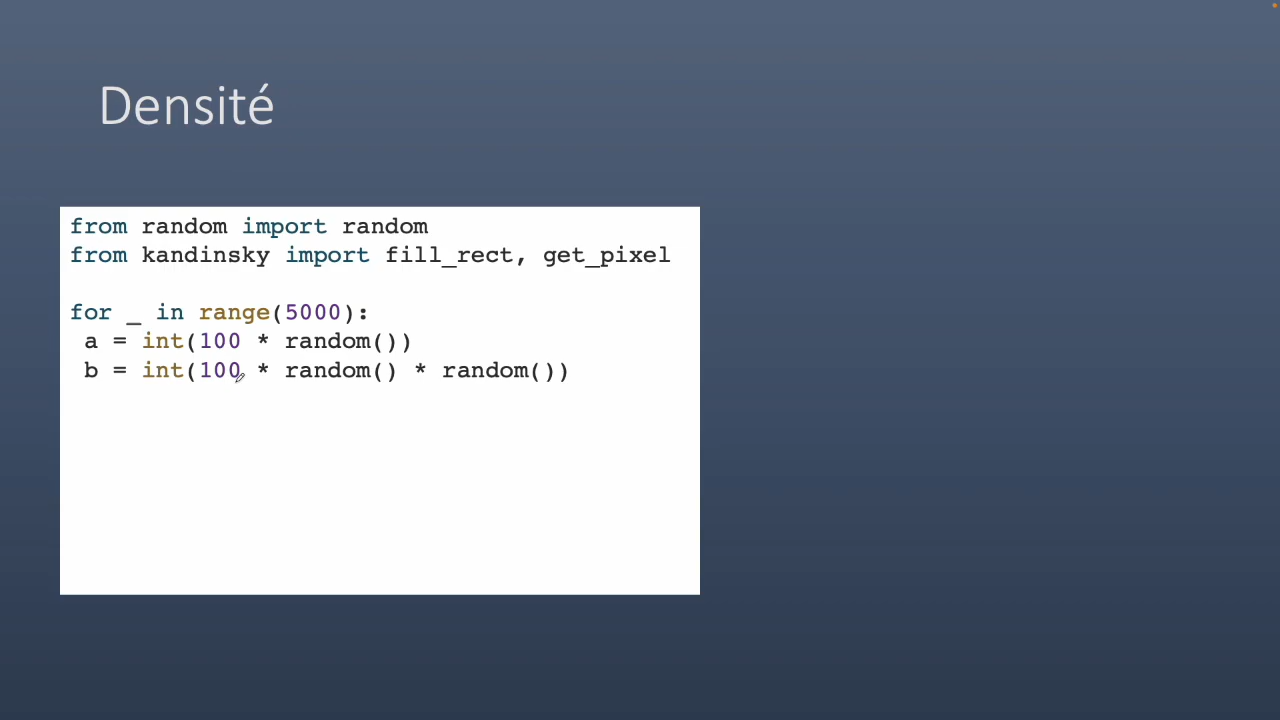 Densité
from random import random
from kandinsky import fill_rect, get_pixel
for _ in range(5000):
 a = int(100 * random())
 b = int(100 * random() * random())